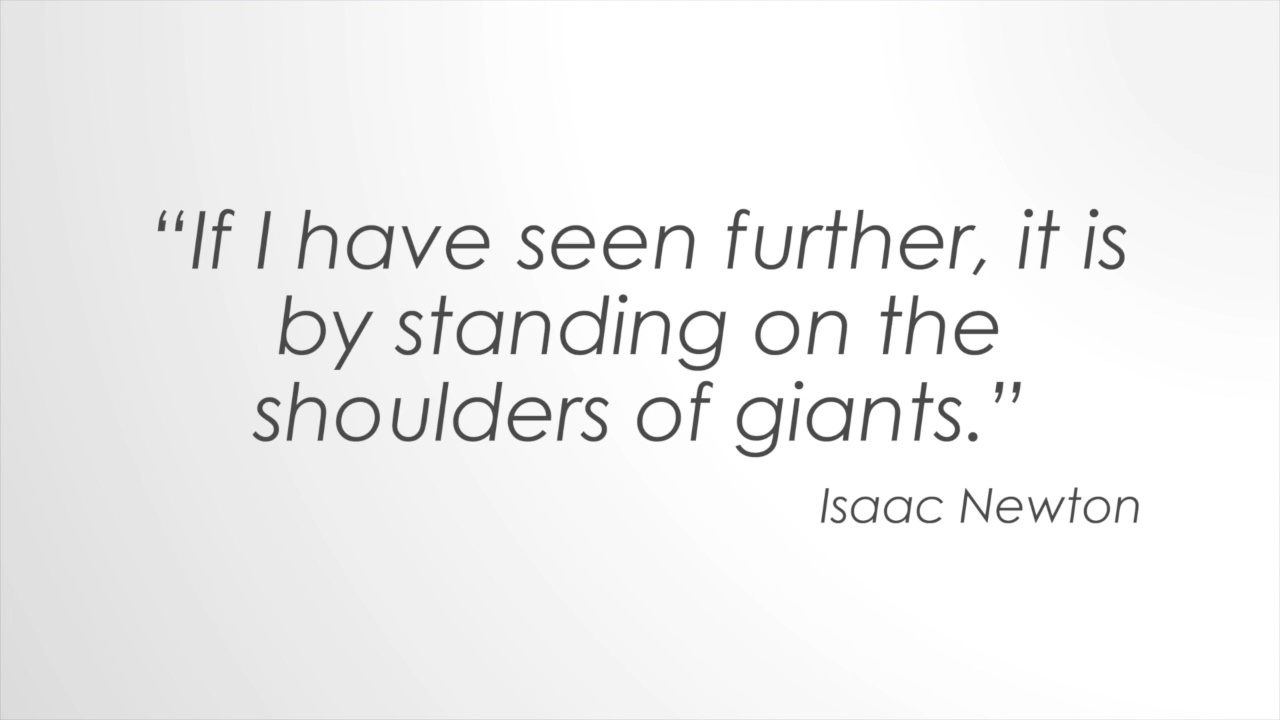 “If I have seen further, it is
by standing on the
shoulders of giants.”
Isaac Newton